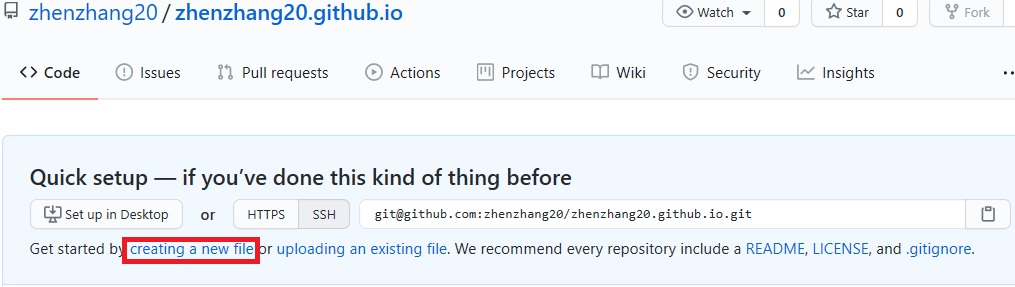 zhenzhang20 / zhenzhang20.github.io Watch 0 Star 0 Fork
Code Issues Pull requests Actions Projects Wiki Security Insights
Quick setup — if you’ve done this kind of thing before
Set up in Desktop or HTTPS SSH git@github.com:zhenzhang20/zhenzhang20.github.io.git
Get started by creating a new file or uploading an existing file. We recommend every repository include a README, LICENSE, and .gitignore.